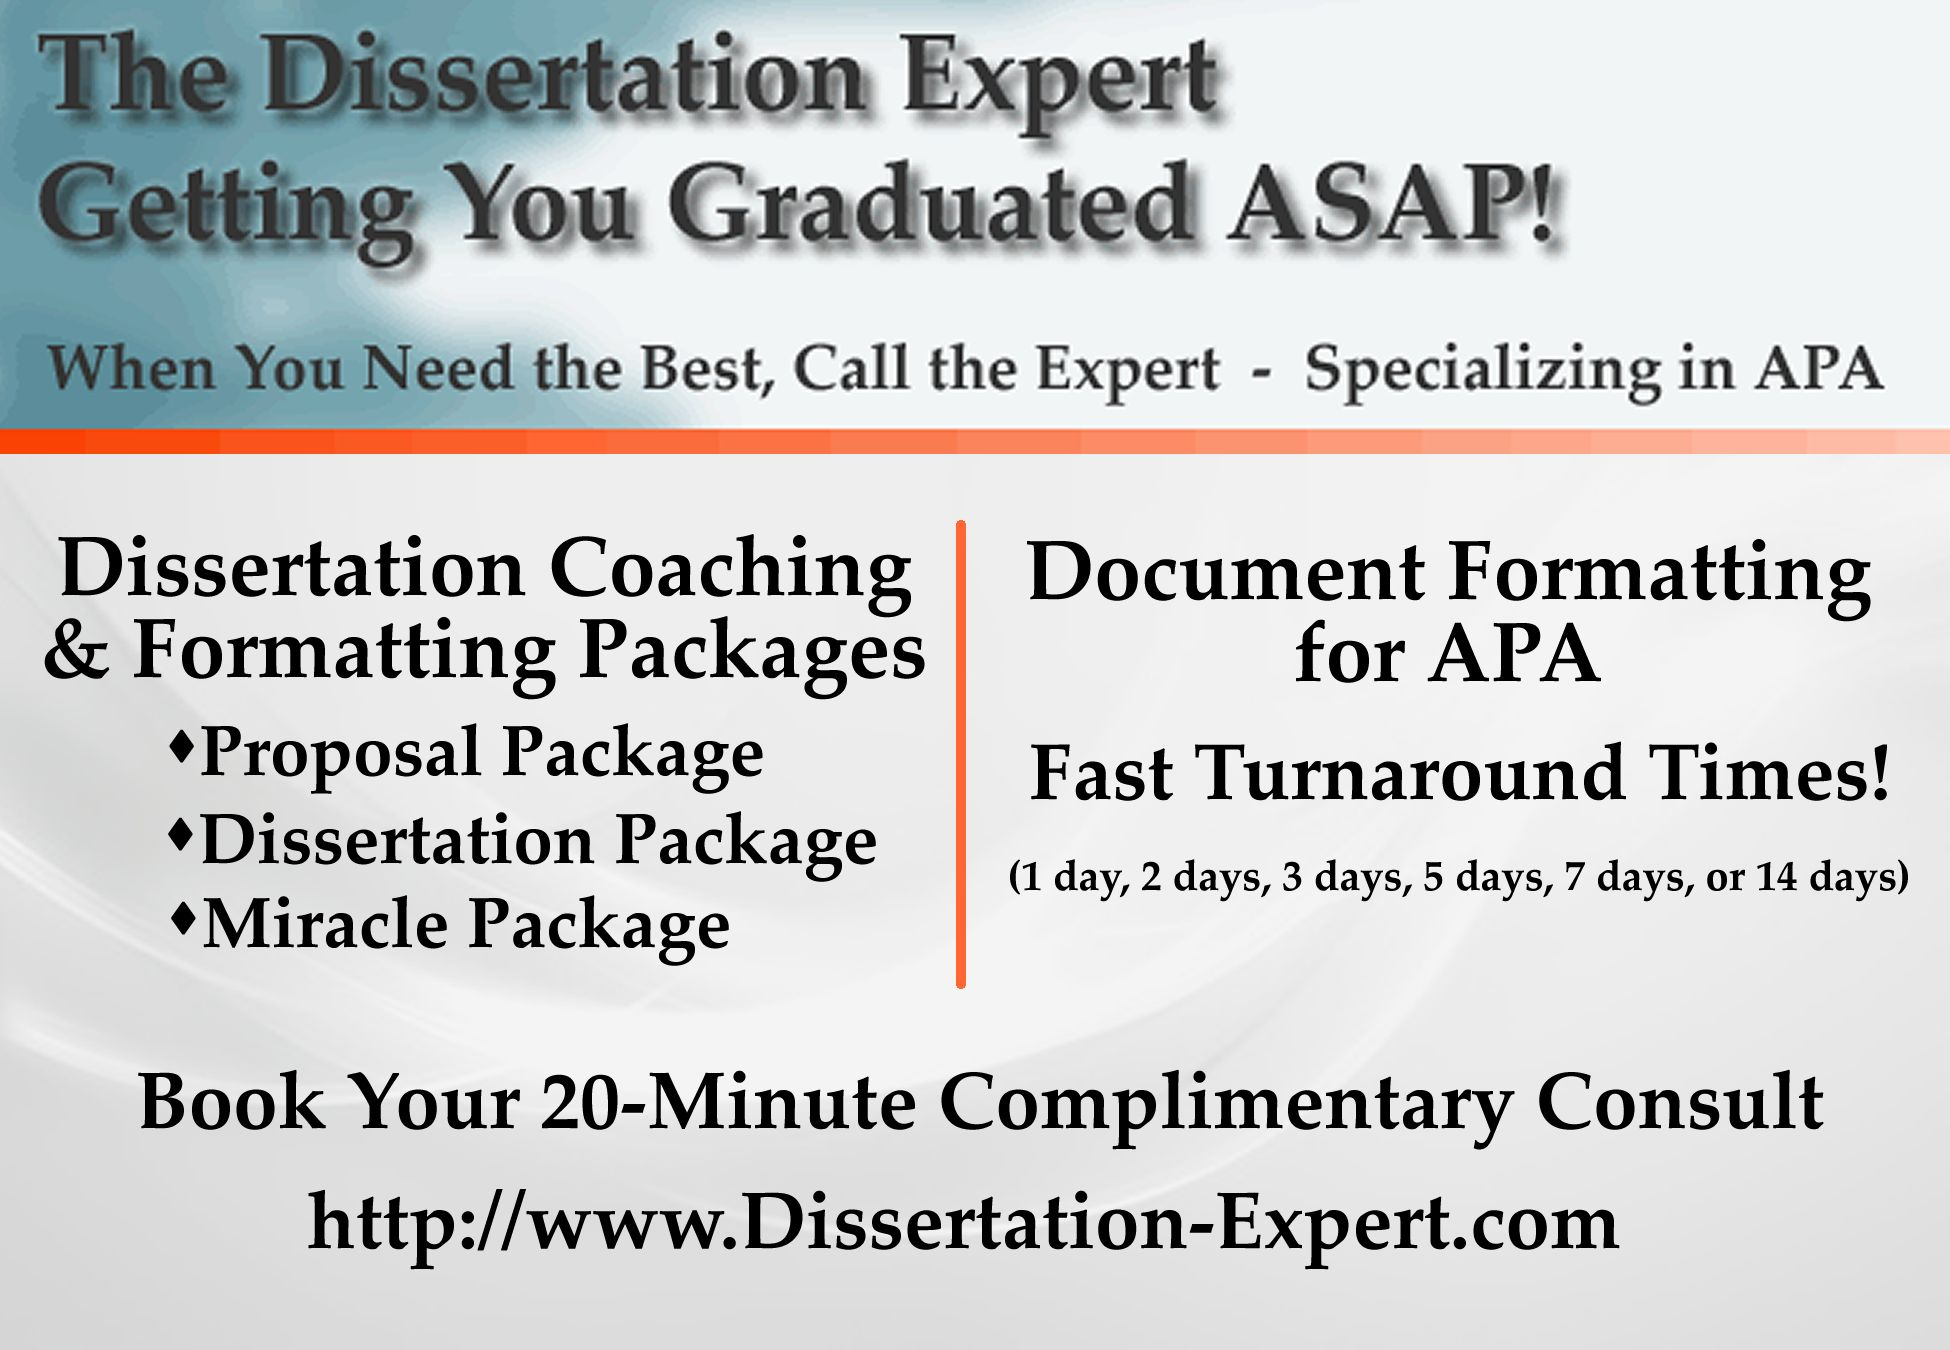 The Dissertation Expert
Getting You Graduated ASAP!
When You Need the Best, Call the Expert - Specializing in APA
Dissertation Coaching
& Formatting Packages
♦Proposal Package
♦Dissertation Package
♦Miracle Package
Document Formatting
for APA
Fast Turnaround Times!
(1 day, 2 days, 3 days, 5 days, 7 days, or 14 days)
Book Your 20-Minute Complimentary Consult
http://www.Dissertation-Expert.com